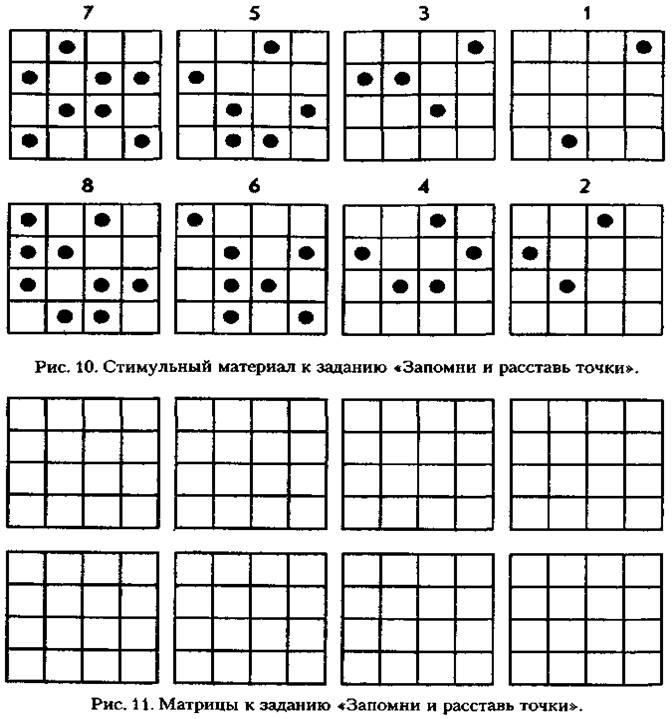 7 5 3 1
8 6 4 2
Рис. 10. Стимульный материал к заданию «Запомни и расставь точки».
Рис. 11. Матрицы к заданию «Запомни и расставь точки».